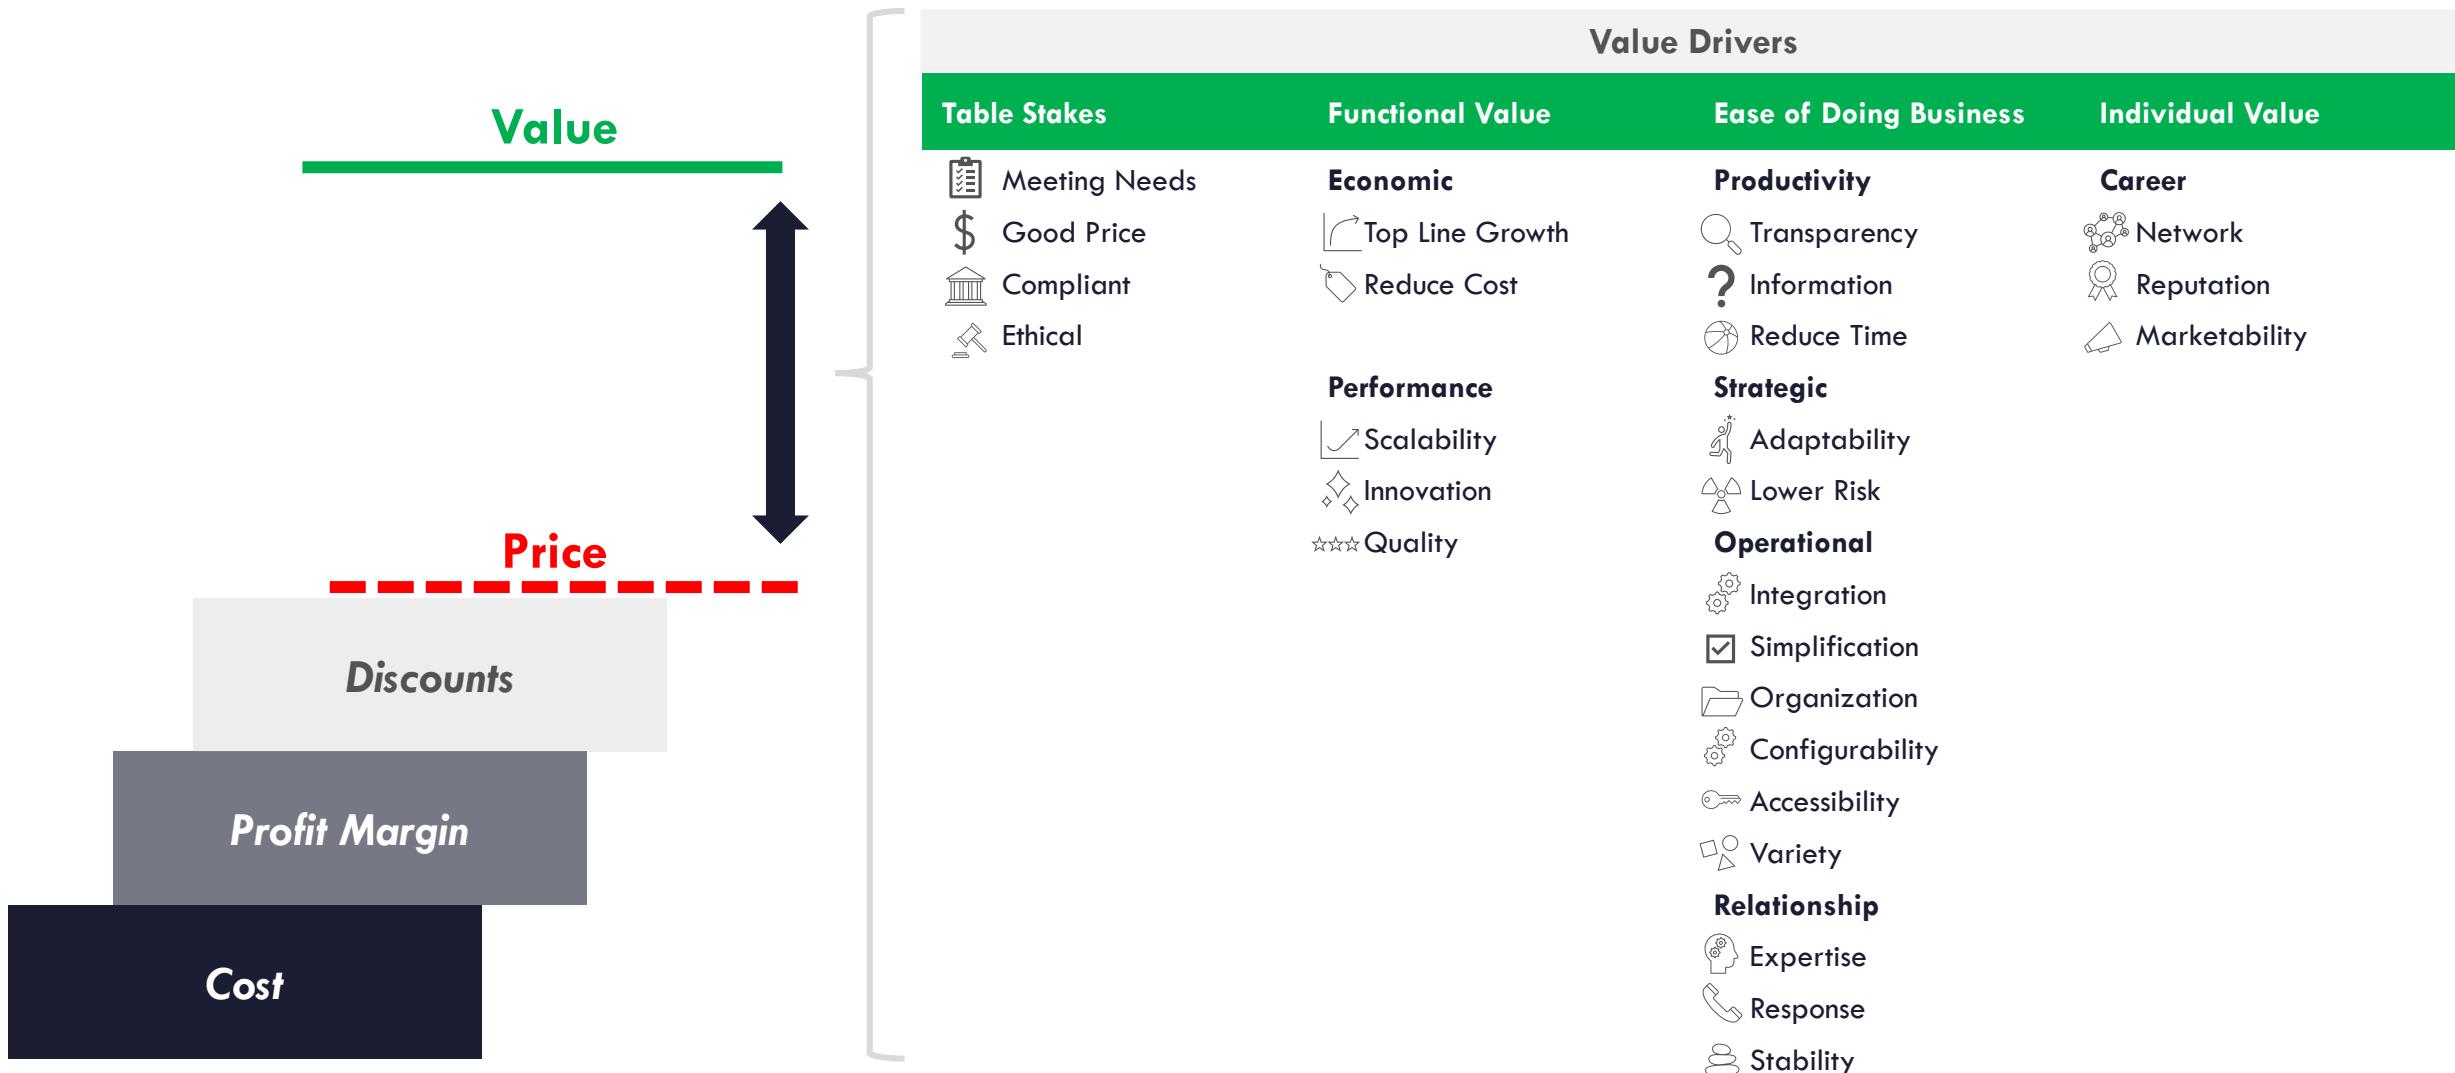 Value
Price
Discounts
Profit Margin
Cost
Value Drivers
Table Stakes
Meeting Needs
Good Price
Compliant
Ethical
Functional Value
Economic
Top Line Growth
Reduce Cost
Performance
Scalability
Innovation
Quality
Ease of Doing Business
Productivity
Transparency
Information
Reduce Time
Strategic
Adaptability
Lower Risk
Operational
Integration
Simplification
Organization
Configurability
Accessibility
Variety
Relationship
Expertise
Response
Stability
Individual Value
Career
Network
Reputation
Marketability